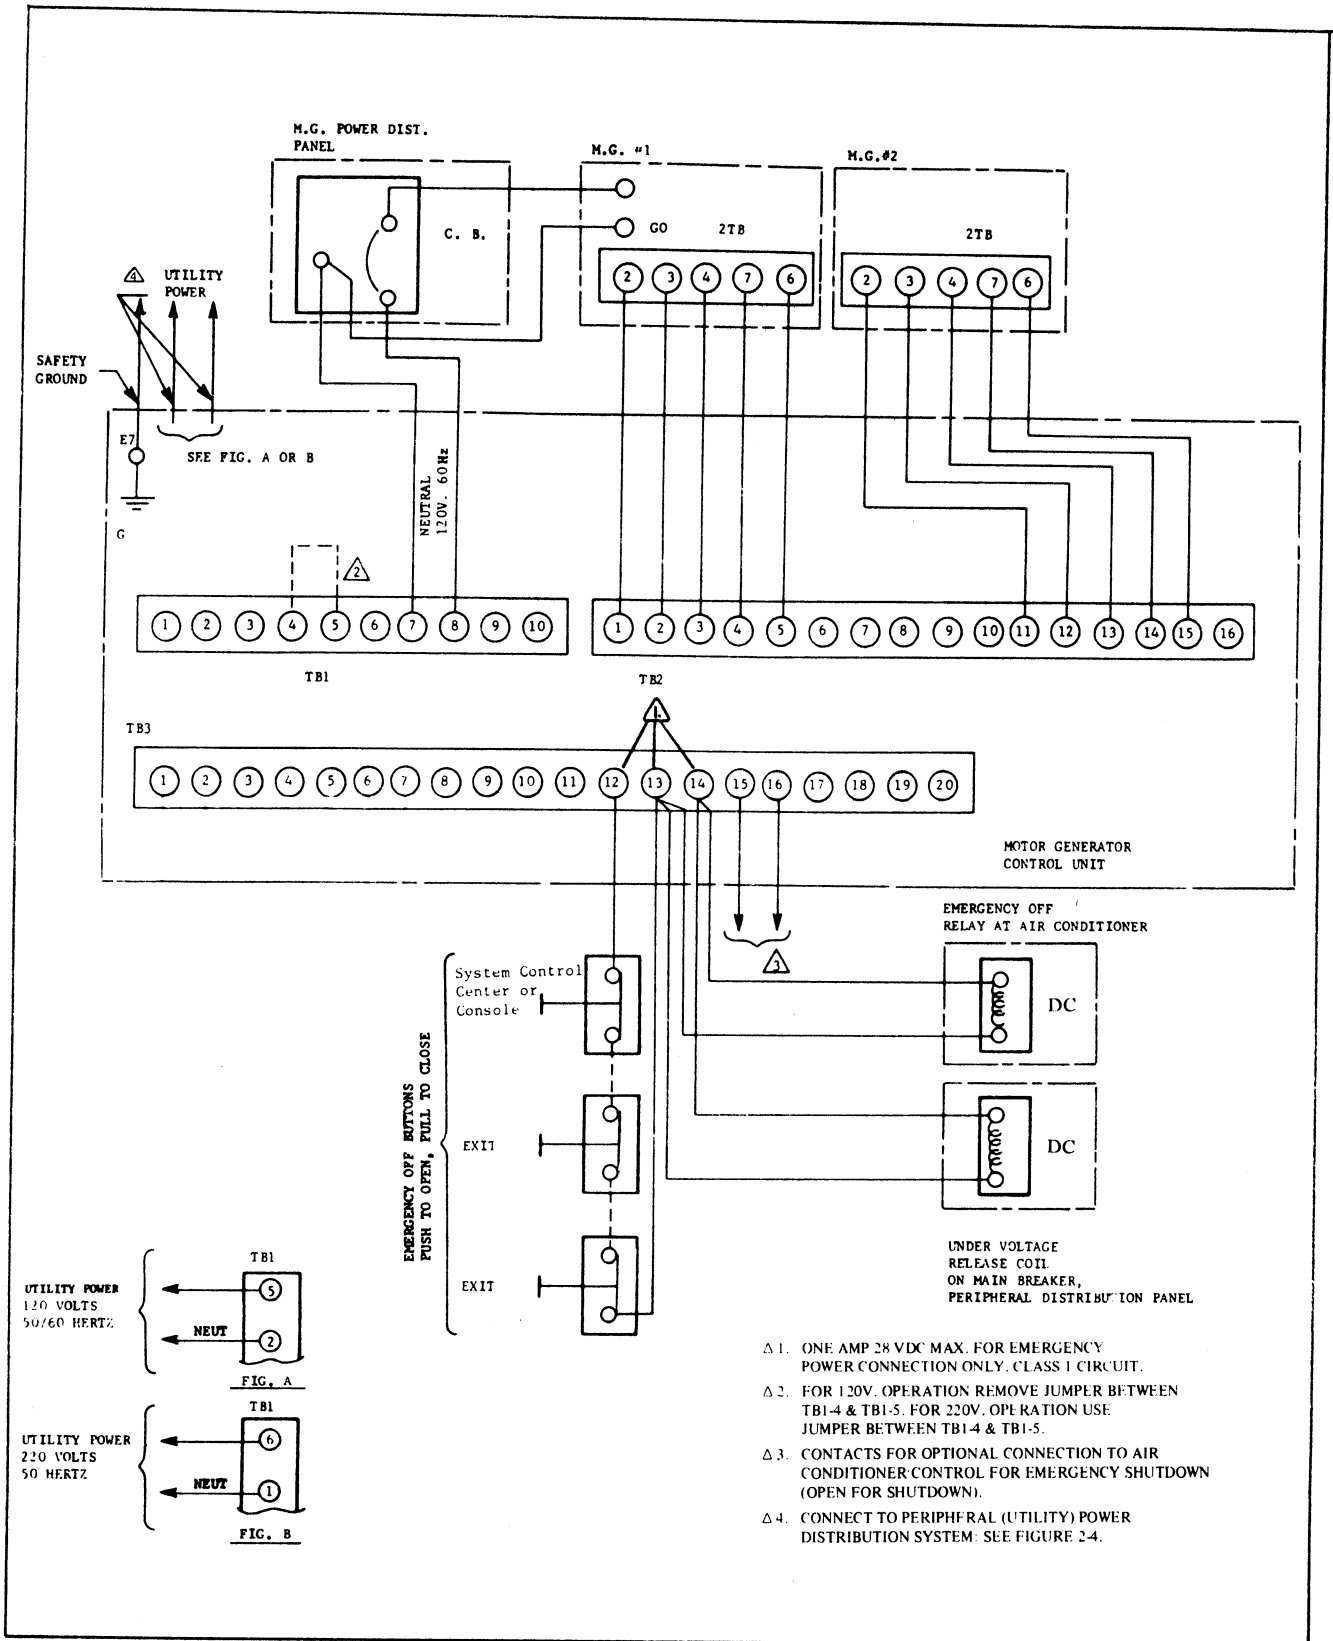 M.G. POWER DIST.
PANEL
M.G. #1
M.G.#2
C. B.
GO
2TB
2TB
2
3
4
7
6
2
3
4
7
6
4
UTILITY
POWER
SAFETY
GROUND
E7
SEE FIG. A OR B
G
NEUTRAL
120V. 60Hz
2
1
2
3
4
5
6
7
8
9
10
TB1
1
2
3
4
5
6
7
8
9
10
11
12
13
14
15
16
TB2
1.
TB3
1
2
3
4
5
6
7
8
9
10
11
12
13
14
15
16
17
18
19
20
MOTOR GENERATOR
CONTROL UNIT
3
EMERGENCY OFF
RELAY AT AIR CONDITIONER
DC
DC
UNDER VOLTAGE
RELEASE COIL
ON MAIN BREAKER,
PERIPHERAL DISTRIBUTION PANEL
EMERGENCY OFF BUTTONS
PUSH TO OPEN, PULL TO CLOSE
System Control
Center or
Console
EXIT
EXIT
UTILITY POWER
120 VOLTS
50/60 HERTZ
NEUT
TB1
5
2
FIG. A
UTILITY POWER
220 VOLTS
50 HERTZ
NEUT
TB1
6
1
FIG. B
△1. ONE AMP 28 VDC MAX. FOR EMERGENCY
POWER CONNECTION ONLY. CLASS 1 CIRCUIT.
△2. FOR 120V. OPERATION REMOVE JUMPER BETWEEN
TB1-4 & TB1-5. FOR 220V. OPERATION USE
JUMPER BETWEEN TB1-4 & TB1-5.
△3. CONTACTS FOR OPTIONAL CONNECTION TO AIR
CONDITIONER CONTROL FOR EMERGENCY SHUTDOWN
(OPEN FOR SHUTDOWN).
△4. CONNECT TO PERIPHERAL (UTILITY) POWER
DISTRIBUTION SYSTEM: SEE FIGURE 2-4.